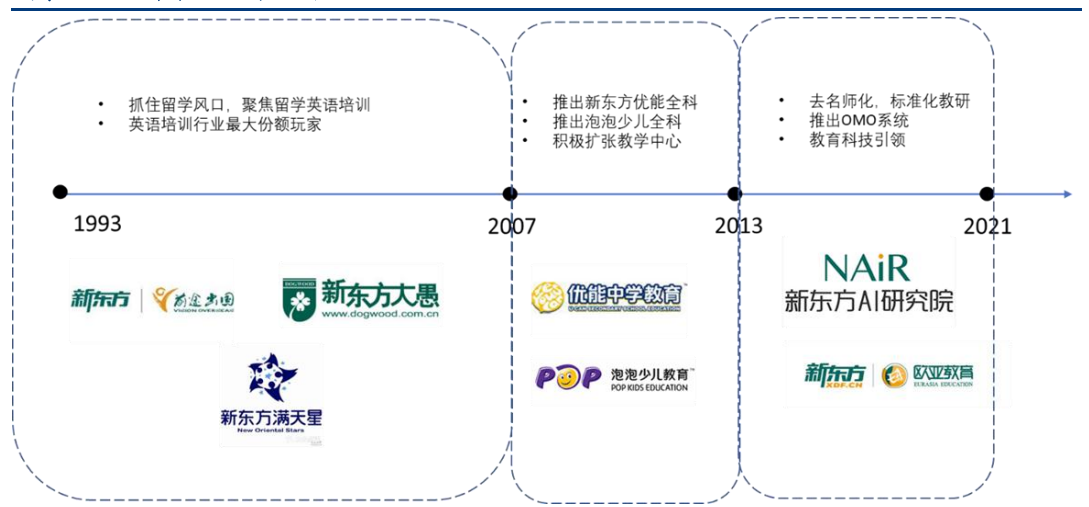 • 抓住留学风口，聚焦留学英语培训
• 英语培训行业最大份额玩家
• 推出新东方优能全科
• 推出泡泡少儿全科
• 积极扩张教学中心
• 去名师化，标准化教研
• 推出OMO系统
• 教育科技引领
1993
2007
2013
2021
新东方 前途出国
VISION OVERSEAS
DOGWOOD
新东方大愚
www.dogwood.com.cn
新东方满天星
New Oriental Stars
优能中学教育
U-CAN SECONDARY SCHOOL EDUCATION
POP 泡泡少儿教育
POP KIDS EDUCATION
NAiR
新东方AI研究院
新东方
XDF.CN
欧亚教育
EURASIA EDUCATION